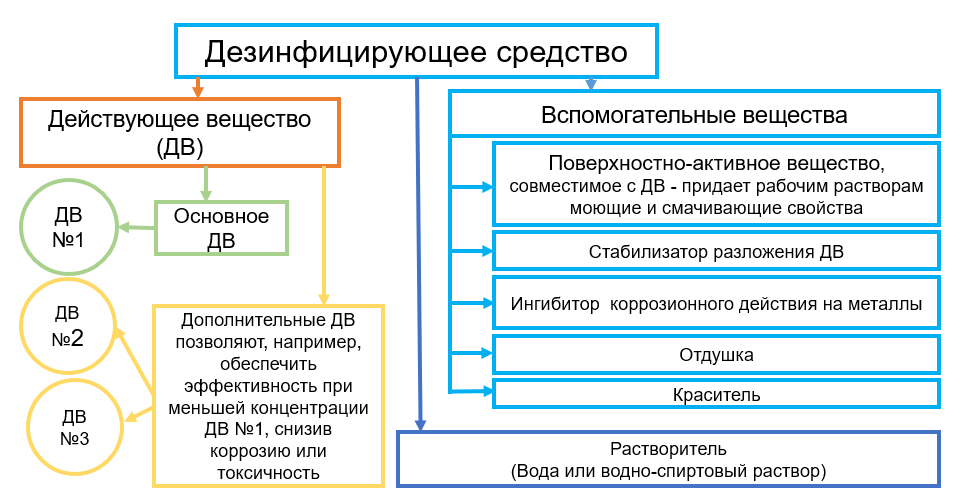 Дезинфицирующее средство
Действующее вещество
(ДВ)
Основное
ДВ
ДВ
№1
ДВ
№2
ДВ
№3
Дополнительные ДВ
позволяют, например,
обеспечить
эффективность при
меньшей концентрации
ДВ №1, снизив
коррозию или
токсичность
Вспомогательные вещества
Поверхностно-активное вещество,
совместимое с ДВ - придает рабочим растворам
моющие и смачивающие свойства
Стабилизатор разложения ДВ
Ингибитор коррозионного действия на металлы
Отдушка
Краситель
Растворитель
(Вода или водно-спиртовый раствор)